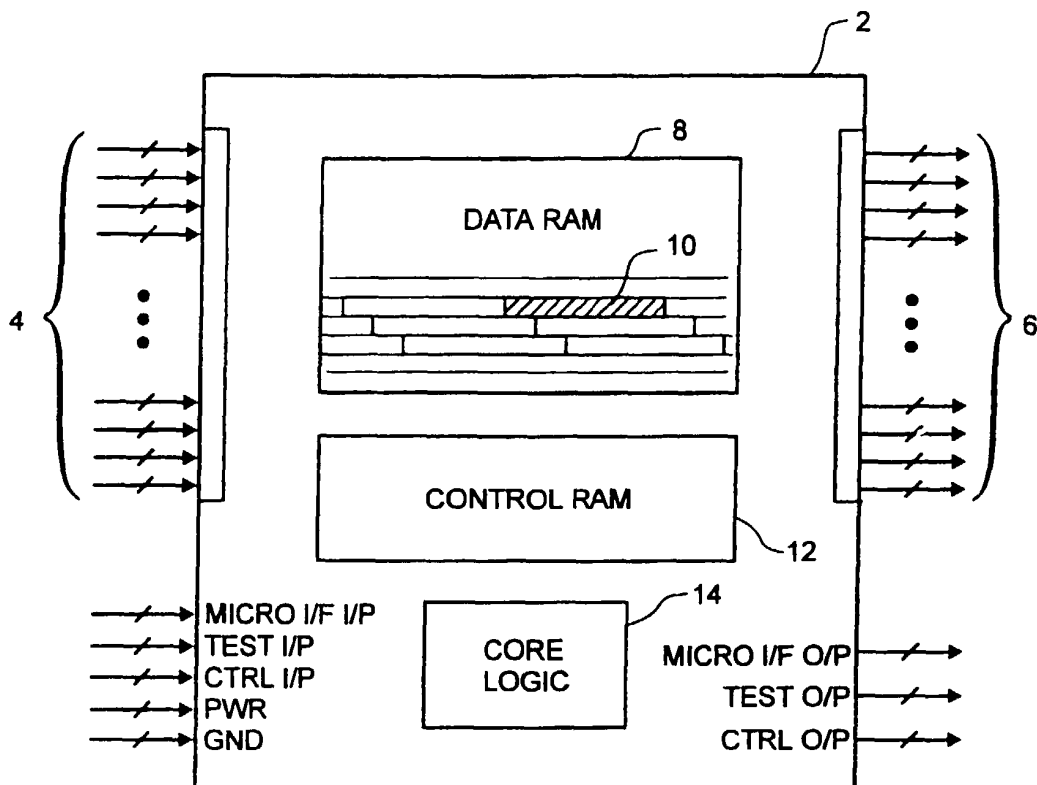 2
8
DATA RAM
10
4
6
CONTROL RAM
12
14
MICRO I/F I/P
TEST I/P
CTRL I/P
PWR
GND
CORE
LOGIC
MICRO I/F O/P
TEST O/P
CTRL O/P